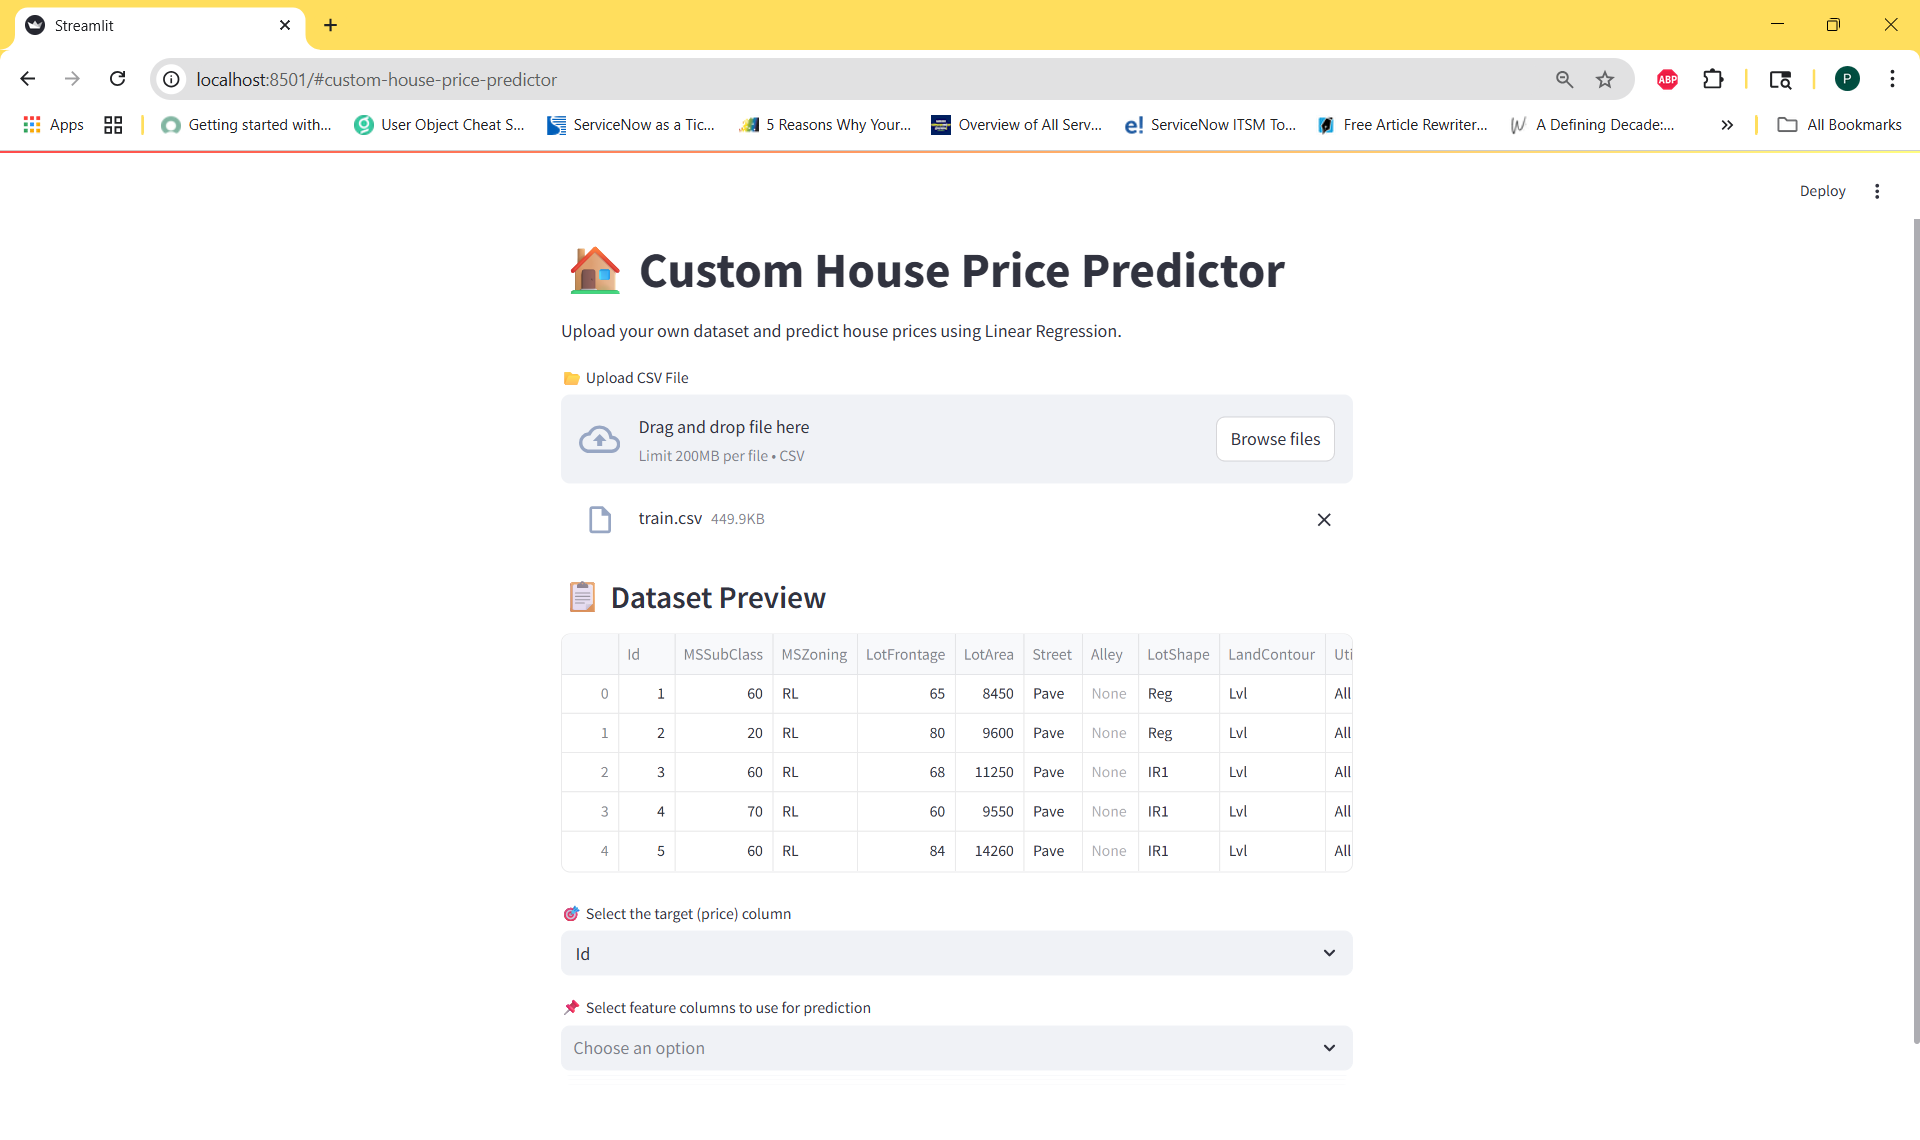 Streamlit
localhost:8501/#custom-house-price-predictor
ABP
P
Apps Getting started with... User Object Cheat S... ServiceNow as a Tic... 5 Reasons Why Your... Overview of All Serv... e! ServiceNow ITSM To... Free Article Rewriter... W A Defining Decade:... All Bookmarks
Deploy
Custom House Price Predictor
Upload your own dataset and predict house prices using Linear Regression.
Upload CSV File
Drag and drop file here
Limit 200MB per file • CSV
Browse files
train.csv 449.9KB
Dataset Preview
Id MSSubClass MSZoning LotFrontage LotArea Street Alley LotShape LandContour Uti
0 1 60 RL 65 8450 Pave None Reg Lvl All
1 2 20 RL 80 9600 Pave None Reg Lvl All
2 3 60 RL 68 11250 Pave None IR1 Lvl All
3 4 70 RL 60 9550 Pave None IR1 Lvl All
4 5 60 RL 84 14260 Pave None IR1 Lvl All
Select the target (price) column
Id
Select feature columns to use for prediction
Choose an option